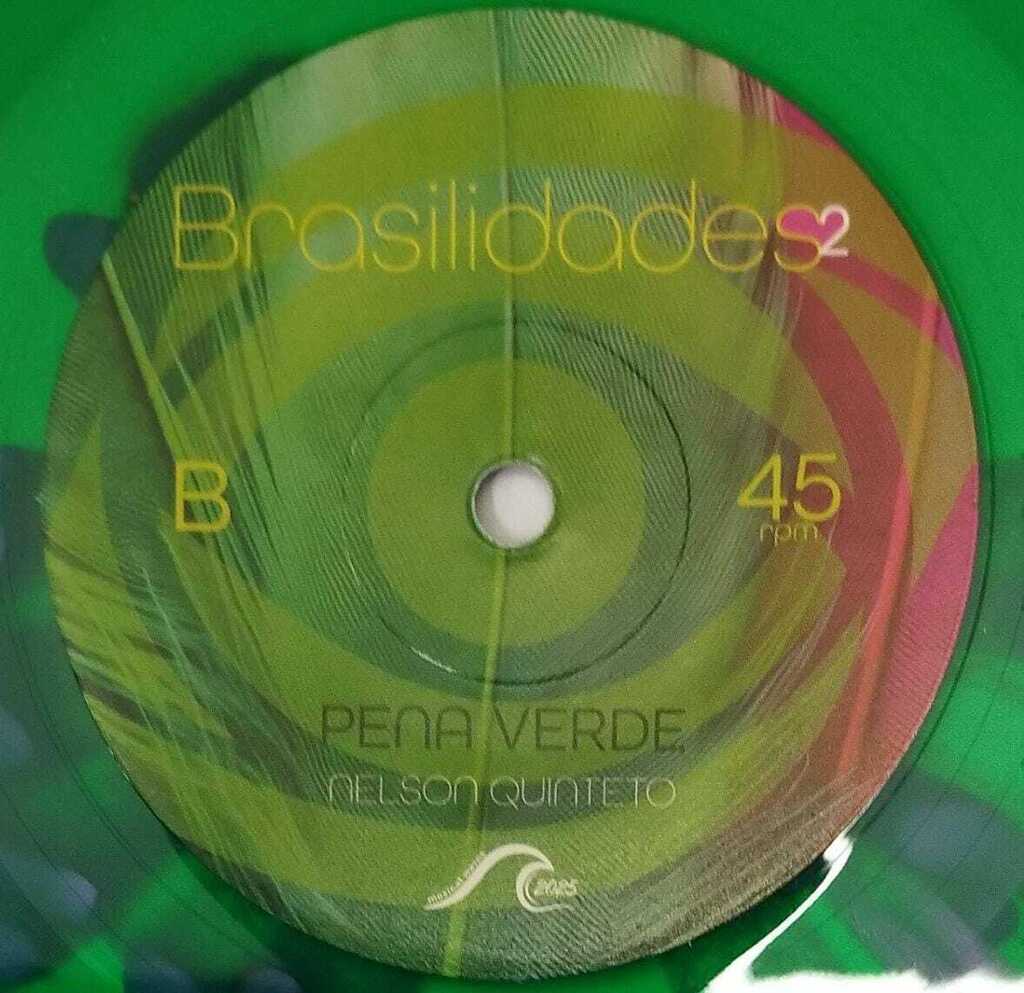 Brasilidades2
B
45
rpm
PENA VERDE
NELSON QUINTETO
2025